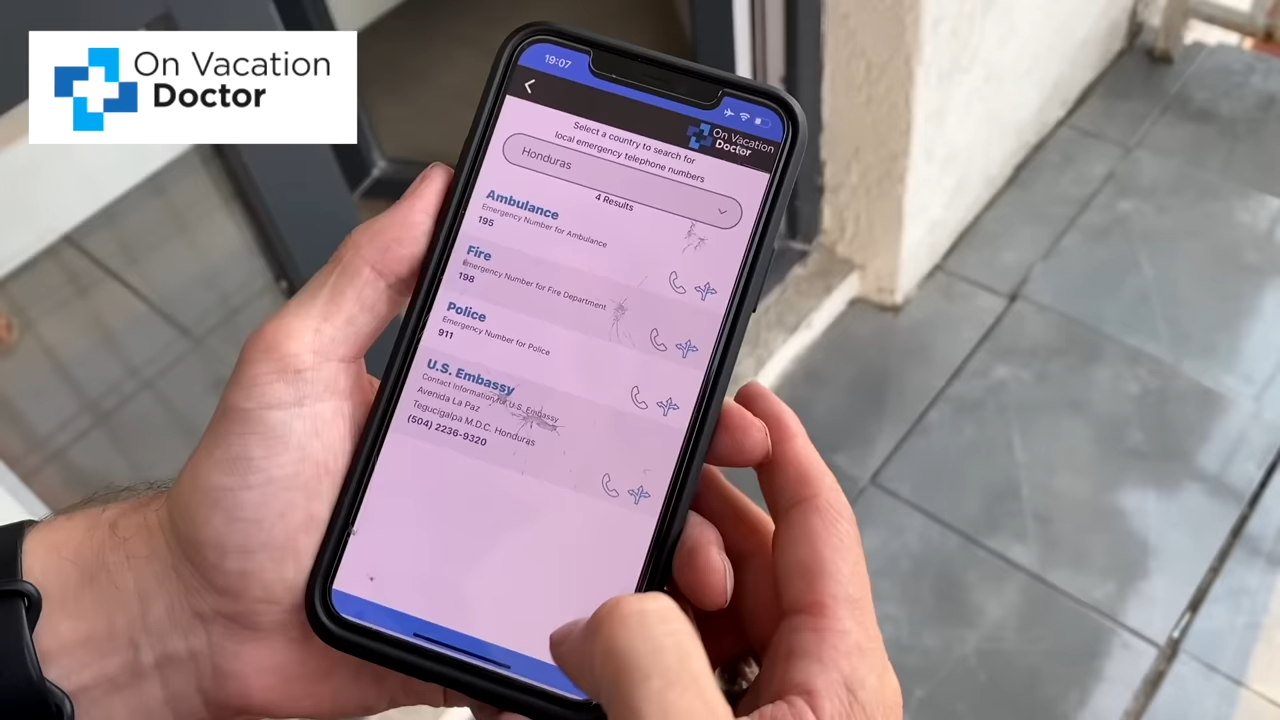 On Vacation
Doctor
19:07
On Vacation
Doctor
Select a country to search for
local emergency telephone numbers
Honduras
4 Results
Ambulance
Emergency Number for Ambulance
195
Fire
Emergency Number for Fire Department
198
Police
Emergency Number for Police
911
U.S. Embassy
Contact Information for U.S. Embassy
Avenida La Paz
Tegucigalpa M.D.C. Honduras
(504) 2236-9320